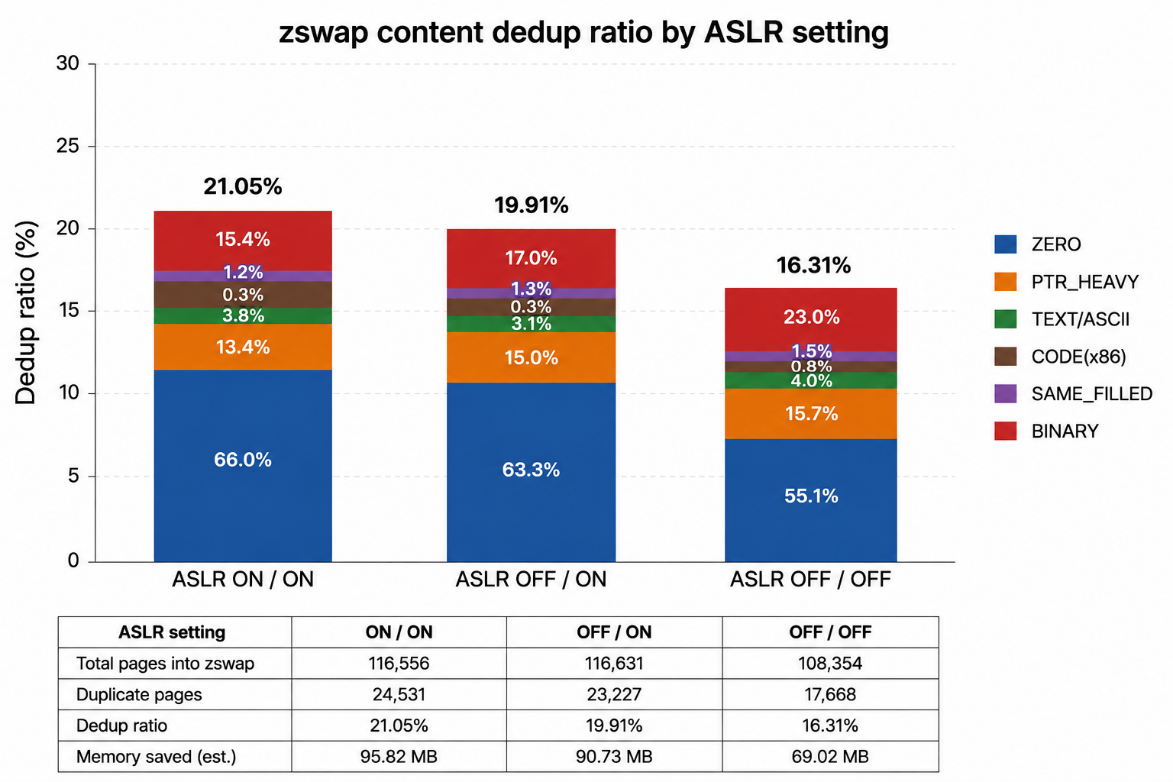 zswap content dedup ratio by ASLR setting
Dedup ratio (%)
30
25
20
15
10
5
0
21.05%
15.4%
1.2%
0.3%
3.8%
13.4%
66.0%
ASLR ON / ON
19.91%
17.0%
1.3%
0.3%
3.1%
15.0%
63.3%
ASLR OFF / ON
16.31%
23.0%
1.5%
0.8%
4.0%
15.7%
55.1%
ASLR OFF / OFF
ZERO
PTR_HEAVY
TEXT/ASCII
CODE(x86)
SAME_FILLED
BINARY
ASLR setting ON / ON OFF / ON OFF / OFF
Total pages into zswap 116,556 116,631 108,354
Duplicate pages 24,531 23,227 17,668
Dedup ratio 21.05% 19.91% 16.31%
Memory saved (est.) 95.82 MB 90.73 MB 69.02 MB